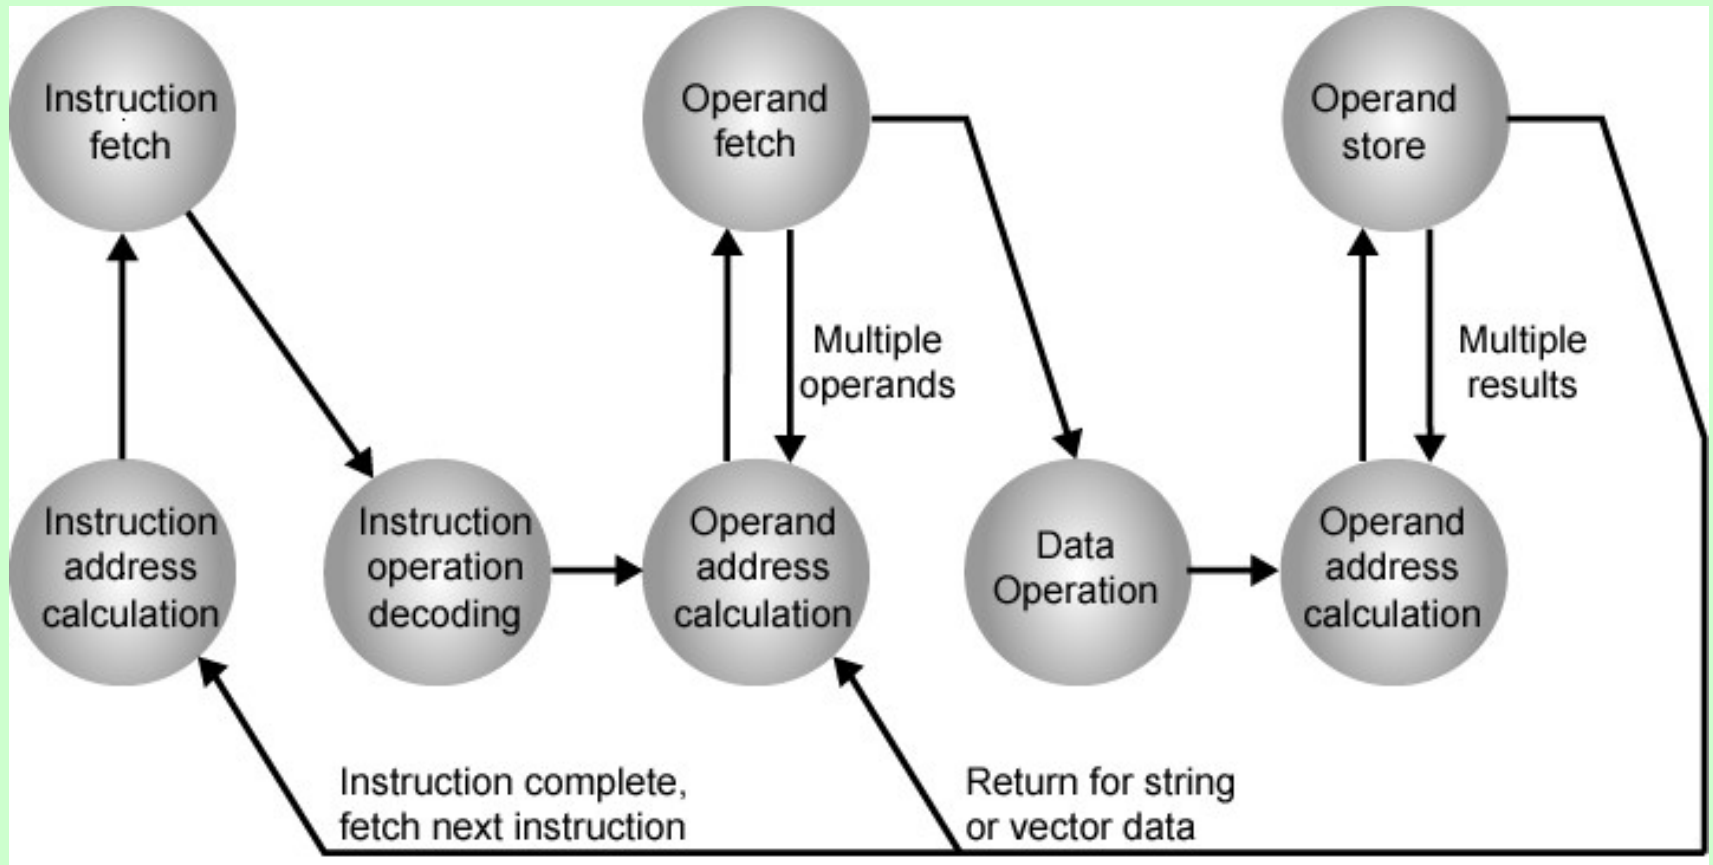 Instruction
fetch
Operand
fetch
Operand
store
Multiple
operands
Multiple
results
Instruction
address
calculation
Instruction
operation
decoding
Operand
address
calculation
Data
Operation
Operand
address
calculation
Instruction complete,
fetch next instruction
Return for string
or vector data